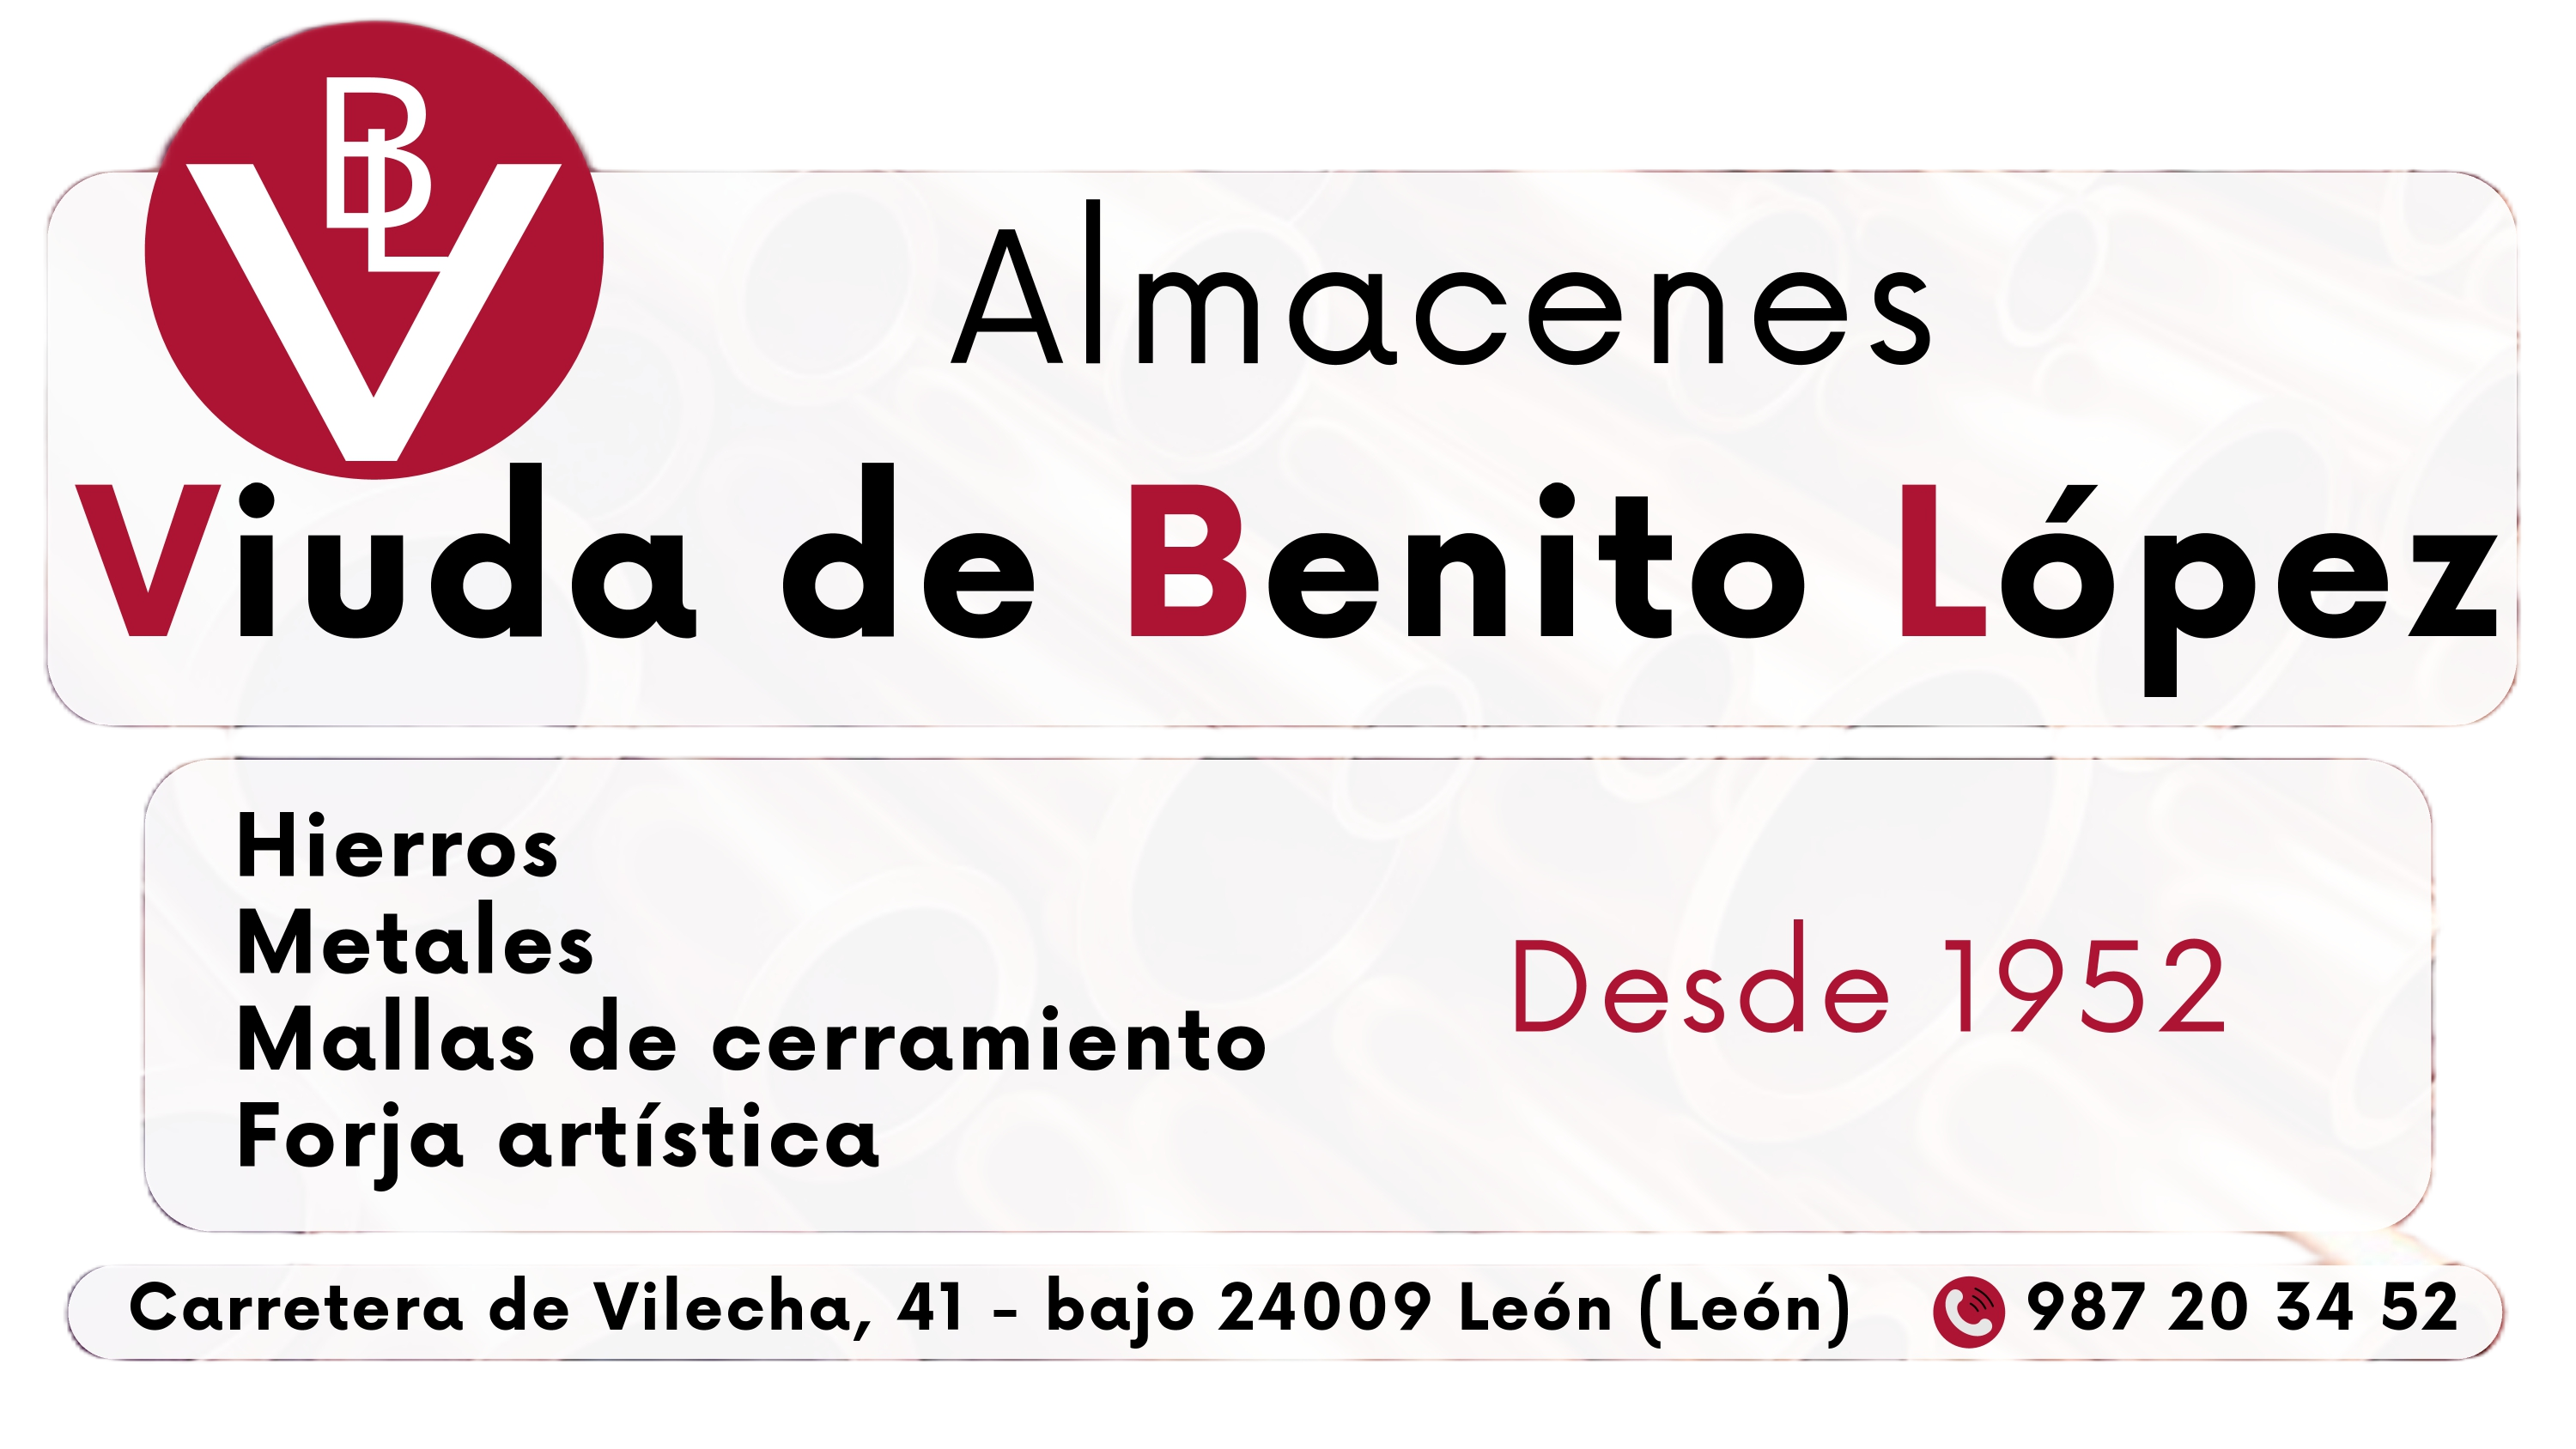 VBL
Almacenes
Viuda de Benito López
Hierros
Metales
Mallas de cerramiento
Forja artística
Desde 1952
Carretera de Vilecha, 41 - bajo 24009 León (León) 987 20 34 52